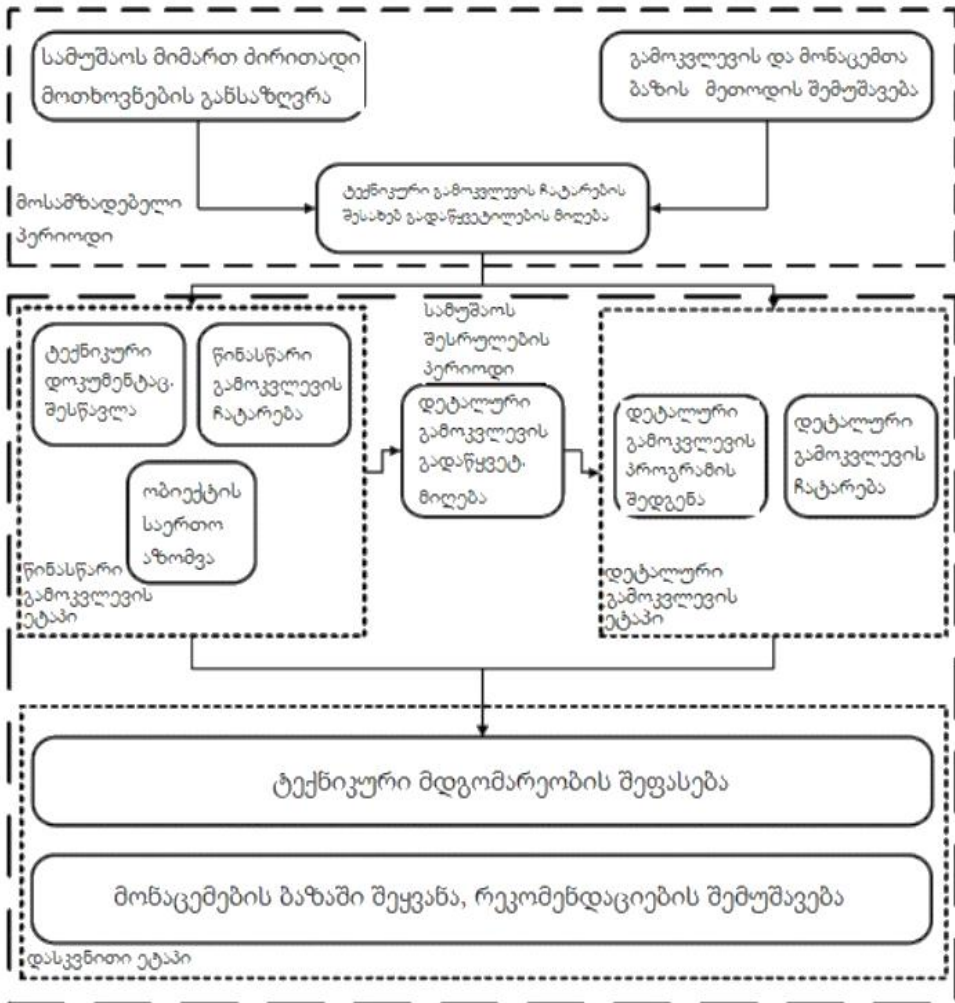 სამუშაოს მიმართ ძირითადი
მოთხოვნების განსაზღვრა
გამოკვლევის და მონაცემთა
ბაზის მეთოდის შემუშავება
ტექნიკური გამოკვლევის ჩატარების
შესახებ გადაწყვეტილების მიღება
მოსამზადებელი
პერიოდი
სამუშაოს
შესრულების
პერიოდი
ტექნიკური
დოკუმენტაც.
შესწავლა
წინასწარი
გამოკვლევის
ჩატარება
ობიექტის
საერთო
აზომვა
წინასწარი
გამოკვლევის
ეტაპი
დეტალური
გამოკვლევის
გადაწყვეტ.
მიღება
დეტალური
გამოკვლევის
პროგრამის
შედგენა
დეტალური
გამოკვლევის
ჩატარება
დეტალური
გამოკვლევის
ეტაპი
ტექნიკური მდგომარეობის შეფასება
მონაცემების ბაზაში შეყვანა, რეკომენდაციების შემუშავება
დასკვნითი ეტაპი